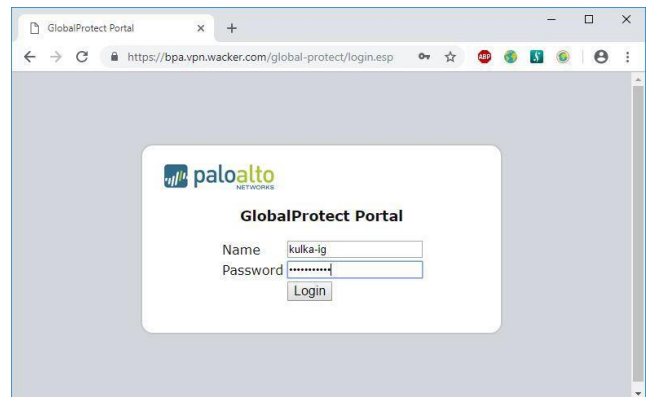 GlobalProtect Portal
https://bpa.vpn.wacker.com/global-protect/login.esp
ABP
S
paloalto
NETWORKS
GlobalProtect Portal
Name kulka-ig
Password •••••••••••
Login